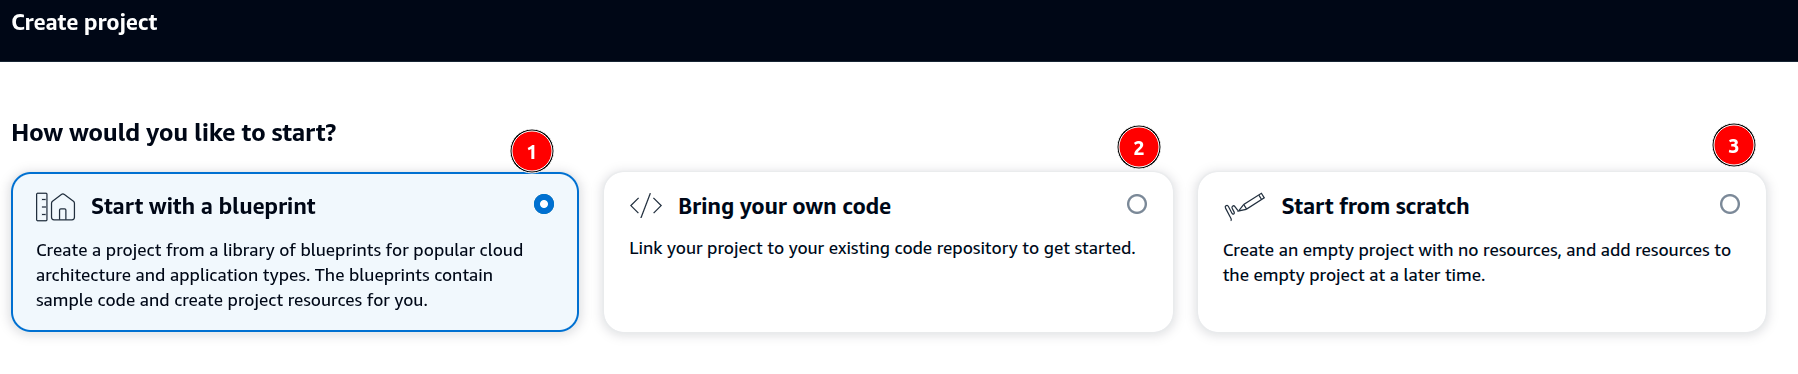 Create project
How would you like to start?
1
2
3
Start with a blueprint
Create a project from a library of blueprints for popular cloud
architecture and application types. The blueprints contain
sample code and create project resources for you.
Bring your own code
Link your project to your existing code repository to get started.
Start from scratch
Create an empty project with no resources, and add resources to
the empty project at a later time.